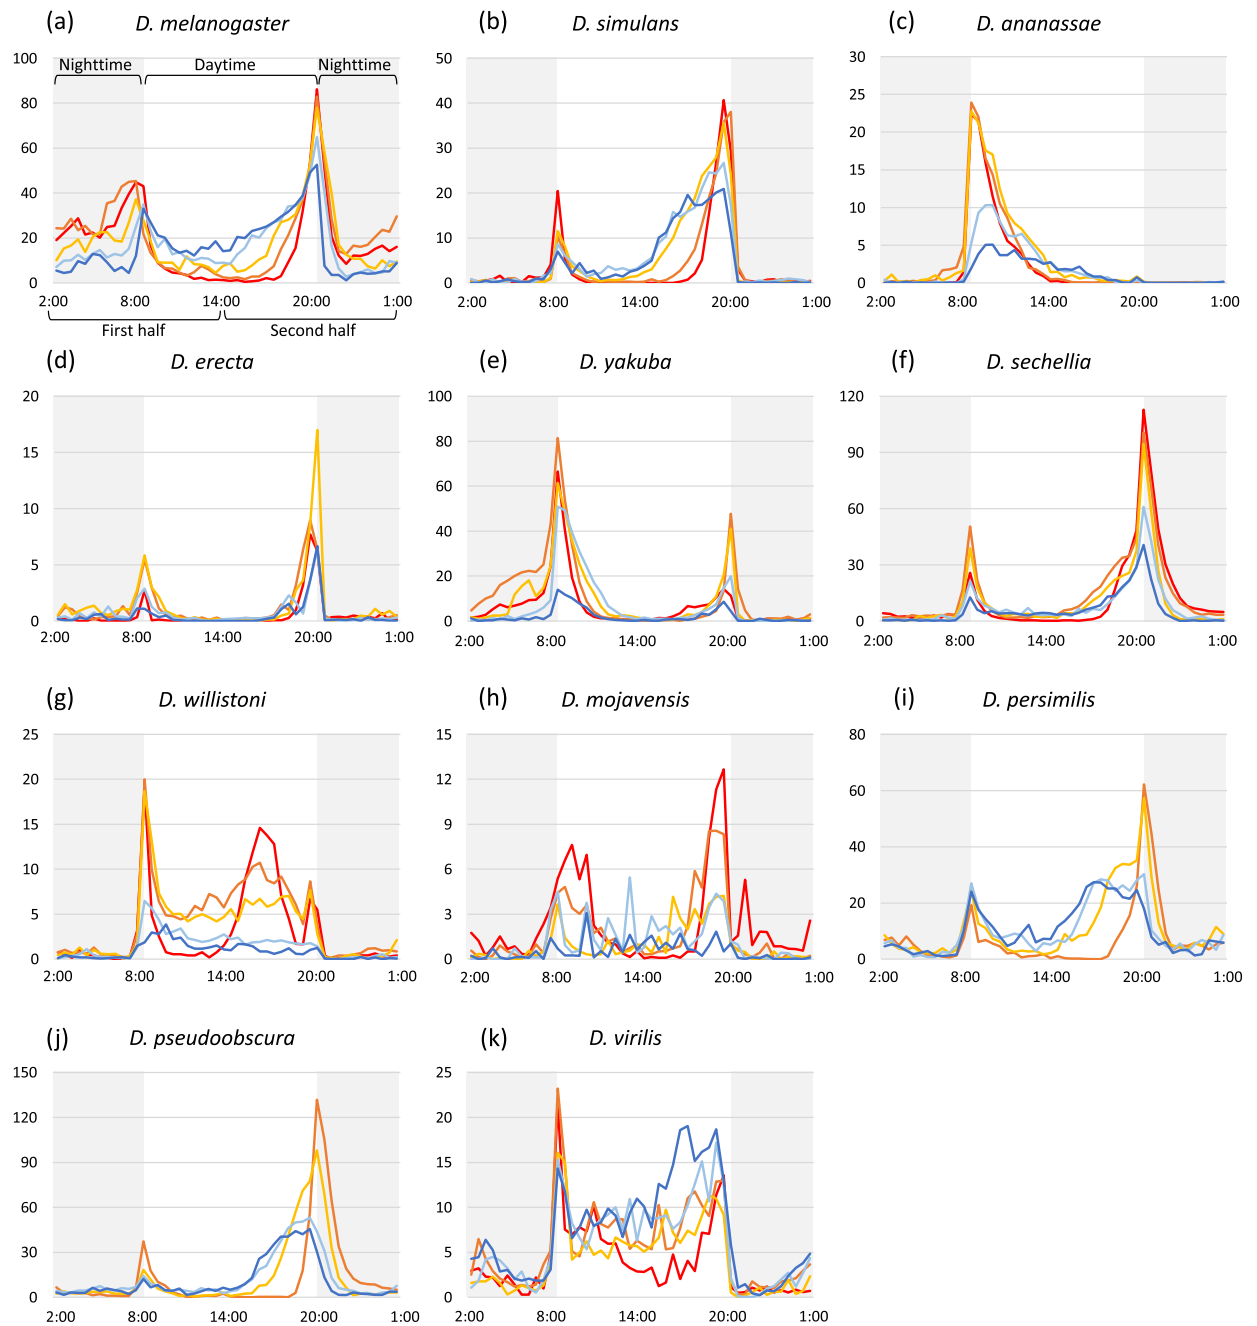 (a) D. melanogaster
100
80
60
40
20
0
Nighttime Daytime Nighttime
2:00 8:00 14:00 20:00 1:00
First half Second half
(b) D. simulans
50
40
30
20
10
0
2:00 8:00 14:00 20:00 1:00
(c) D. ananassae
30
25
20
15
10
5
0
2:00 8:00 14:00 20:00 1:00
(d) D. erecta
20
15
10
5
0
2:00 8:00 14:00 20:00 1:00
(e) D. yakuba
100
80
60
40
20
0
2:00 8:00 14:00 20:00 1:00
(f) D. sechellia
120
90
60
30
0
2:00 8:00 14:00 20:00 1:00
(g) D. willistoni
25
20
15
10
5
0
2:00 8:00 14:00 20:00 1:00
(h) D. mojavensis
15
12
9
6
3
0
2:00 8:00 14:00 20:00 1:00
(i) D. persimilis
80
60
40
20
0
2:00 8:00 14:00 20:00 1:00
(j) D. pseudoobscura
150
120
90
60
30
0
2:00 8:00 14:00 20:00 1:00
(k) D. virilis
25
20
15
10
5
0
2:00 8:00 14:00 20:00 1:00